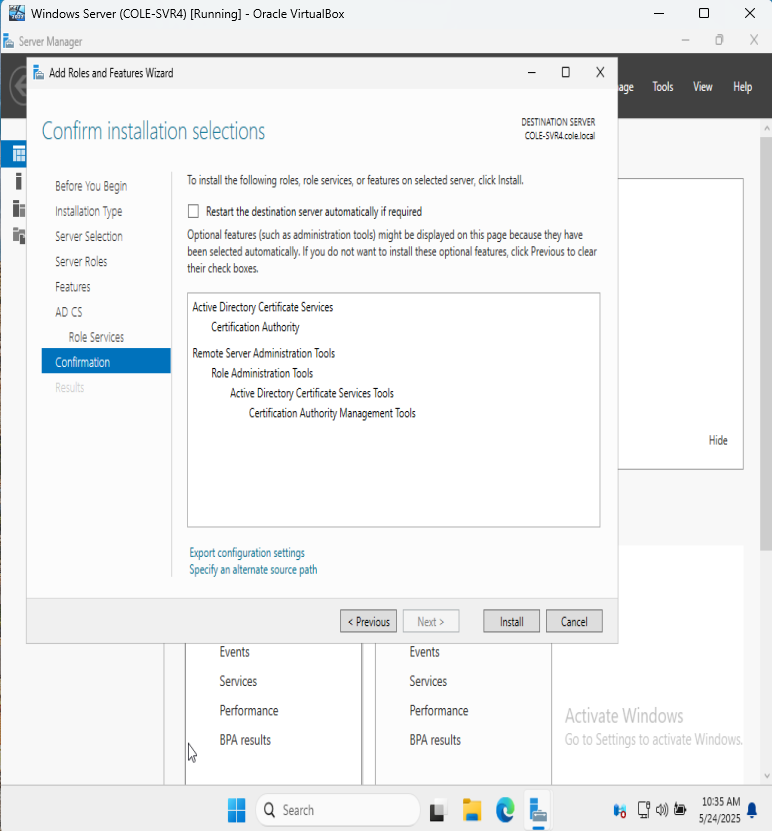 Windows Server (COLE-SVR4) [Running] - Oracle VirtualBox
Server Manager
Add Roles and Features Wizard
Tools
View
Help
Confirm installation selections
DESTINATION SERVER
COLE-SVR4.cole.local
Before You Begin
Installation Type
Server Selection
Server Roles
Features
AD CS
Role Services
Confirmation
Results
To install the following roles, role services, or features on selected server, click Install.
Restart the destination server automatically if required
Optional features (such as administration tools) might be displayed on this page because they have
been selected automatically. If you do not want to install these optional features, click Previous to clear
their check boxes.
Active Directory Certificate Services
Certification Authority
Remote Server Administration Tools
Role Administration Tools
Active Directory Certificate Services Tools
Certification Authority Management Tools
Export configuration settings
Specify an alternate source path
Hide
< Previous
Next >
Install
Cancel
Events
Services
Performance
BPA results
Events
Services
Performance
BPA results
Activate Windows
Go to Settings to activate Windows.
Search
10:35 AM
5/24/2025